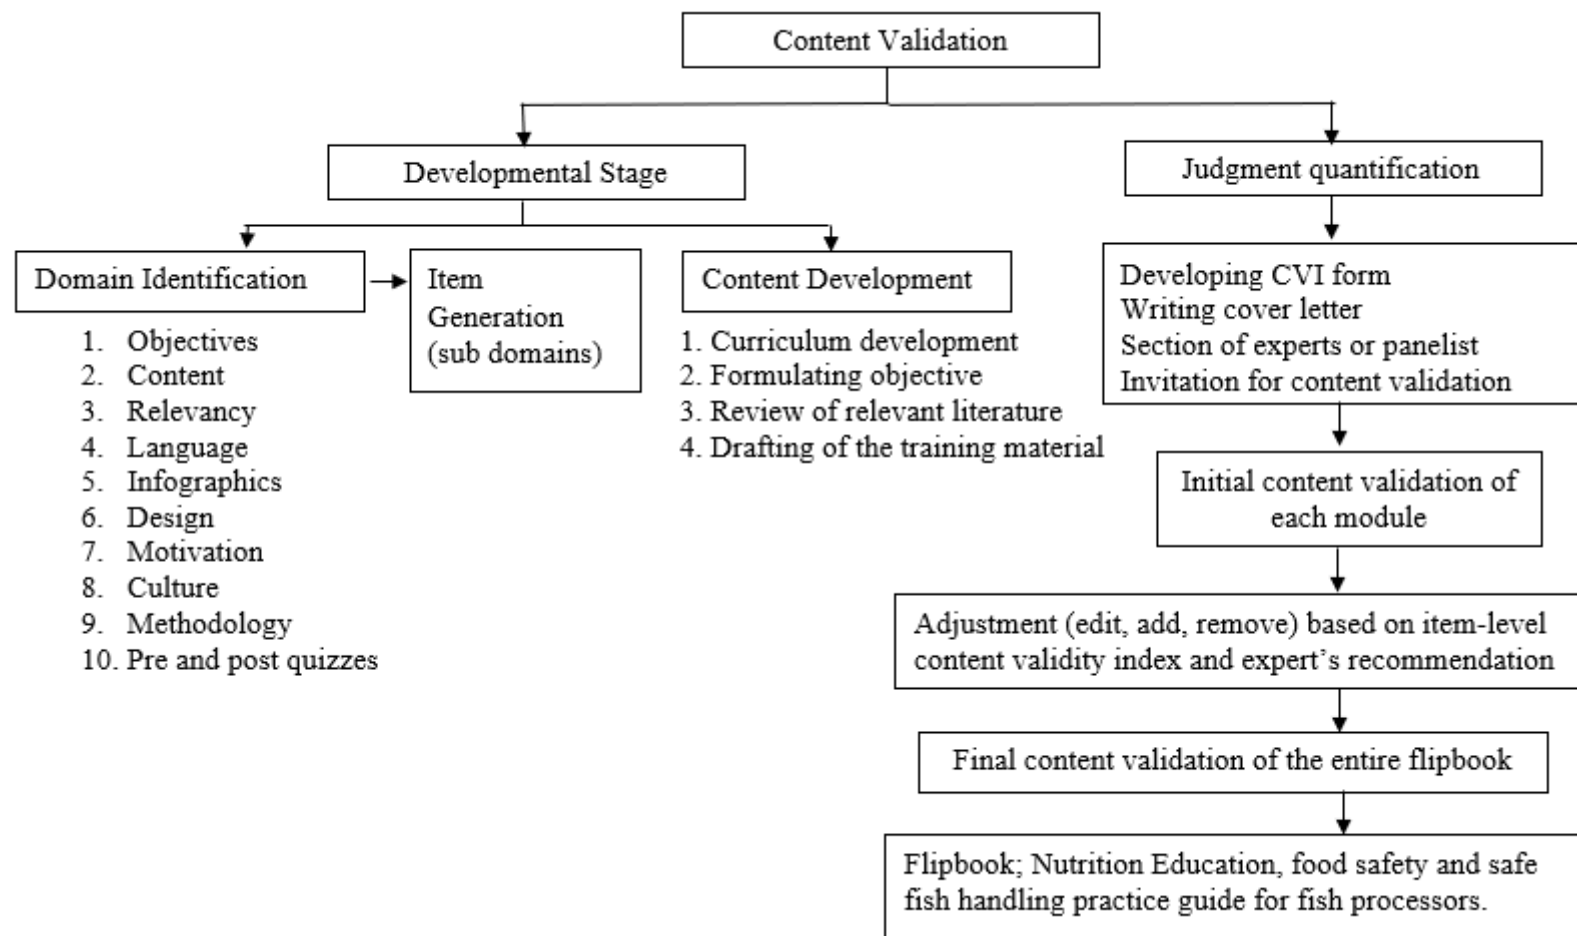 Content Validation
Developmental Stage
Judgment quantification
Domain Identification
Item
Generation
(sub domains)
Content Development
1. Objectives
2. Content
3. Relevancy
4. Language
5. Infographics
6. Design
7. Motivation
8. Culture
9. Methodology
10. Pre and post quizzes
1. Curriculum development
2. Formulating objective
3. Review of relevant literature
4. Drafting of the training material
Developing CVI form
Writing cover letter
Section of experts or panelist
Invitation for content validation
Initial content validation of
each module
Adjustment (edit, add, remove) based on item-level
content validity index and expert’s recommendation
Final content validation of the entire flipbook
Flipbook; Nutrition Education, food safety and safe
fish handling practice guide for fish processors.